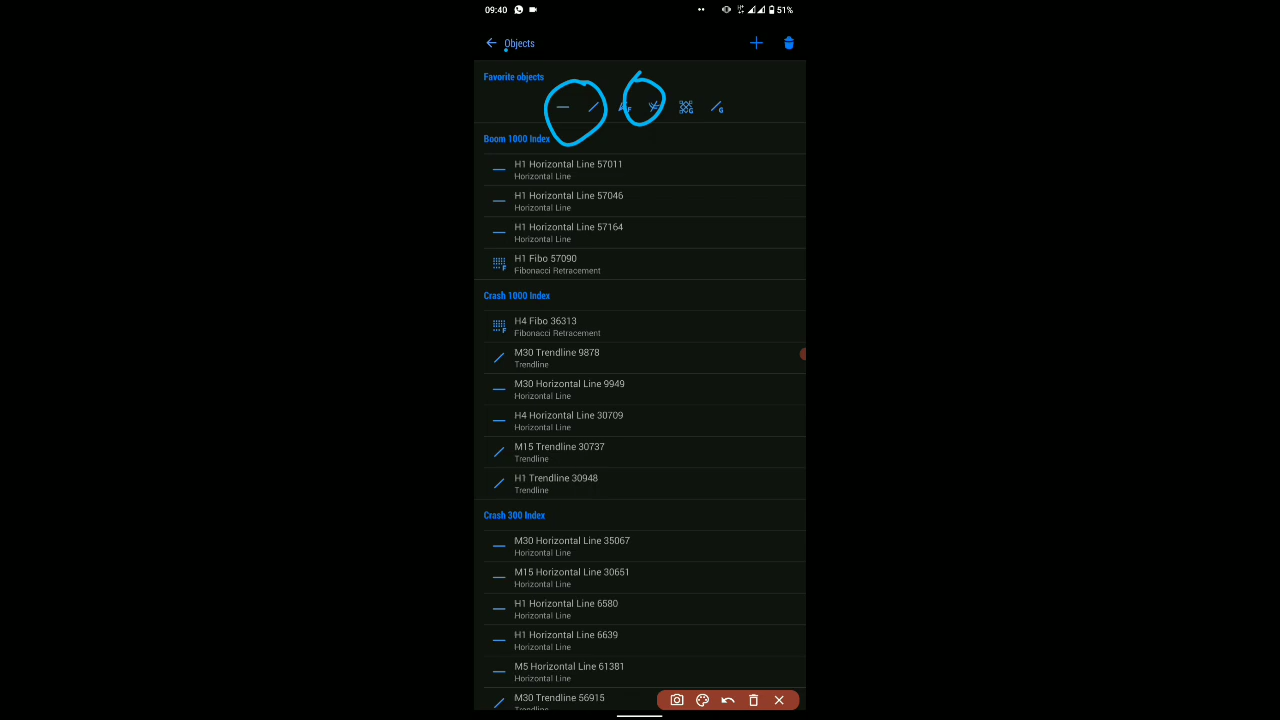 09:40
51%
Objects
Favorite objects
Boom 1000 Index
H1 Horizontal Line 57011
Horizontal Line
H1 Horizontal Line 57046
Horizontal Line
H1 Horizontal Line 57164
Horizontal Line
H1 Fibo 57090
Fibonacci Retracement
Crash 1000 Index
H4 Fibo 36313
Fibonacci Retracement
M30 Trendline 9878
Trendline
M30 Horizontal Line 9949
Horizontal Line
H4 Horizontal Line 30709
Horizontal Line
M15 Trendline 30737
Trendline
H1 Trendline 30948
Trendline
Crash 300 Index
M30 Horizontal Line 35067
Horizontal Line
M15 Horizontal Line 30651
Horizontal Line
H1 Horizontal Line 6580
Horizontal Line
H1 Horizontal Line 6639
Horizontal Line
M5 Horizontal Line 61381
Horizontal Line
M30 Trendline 56915
Trendline